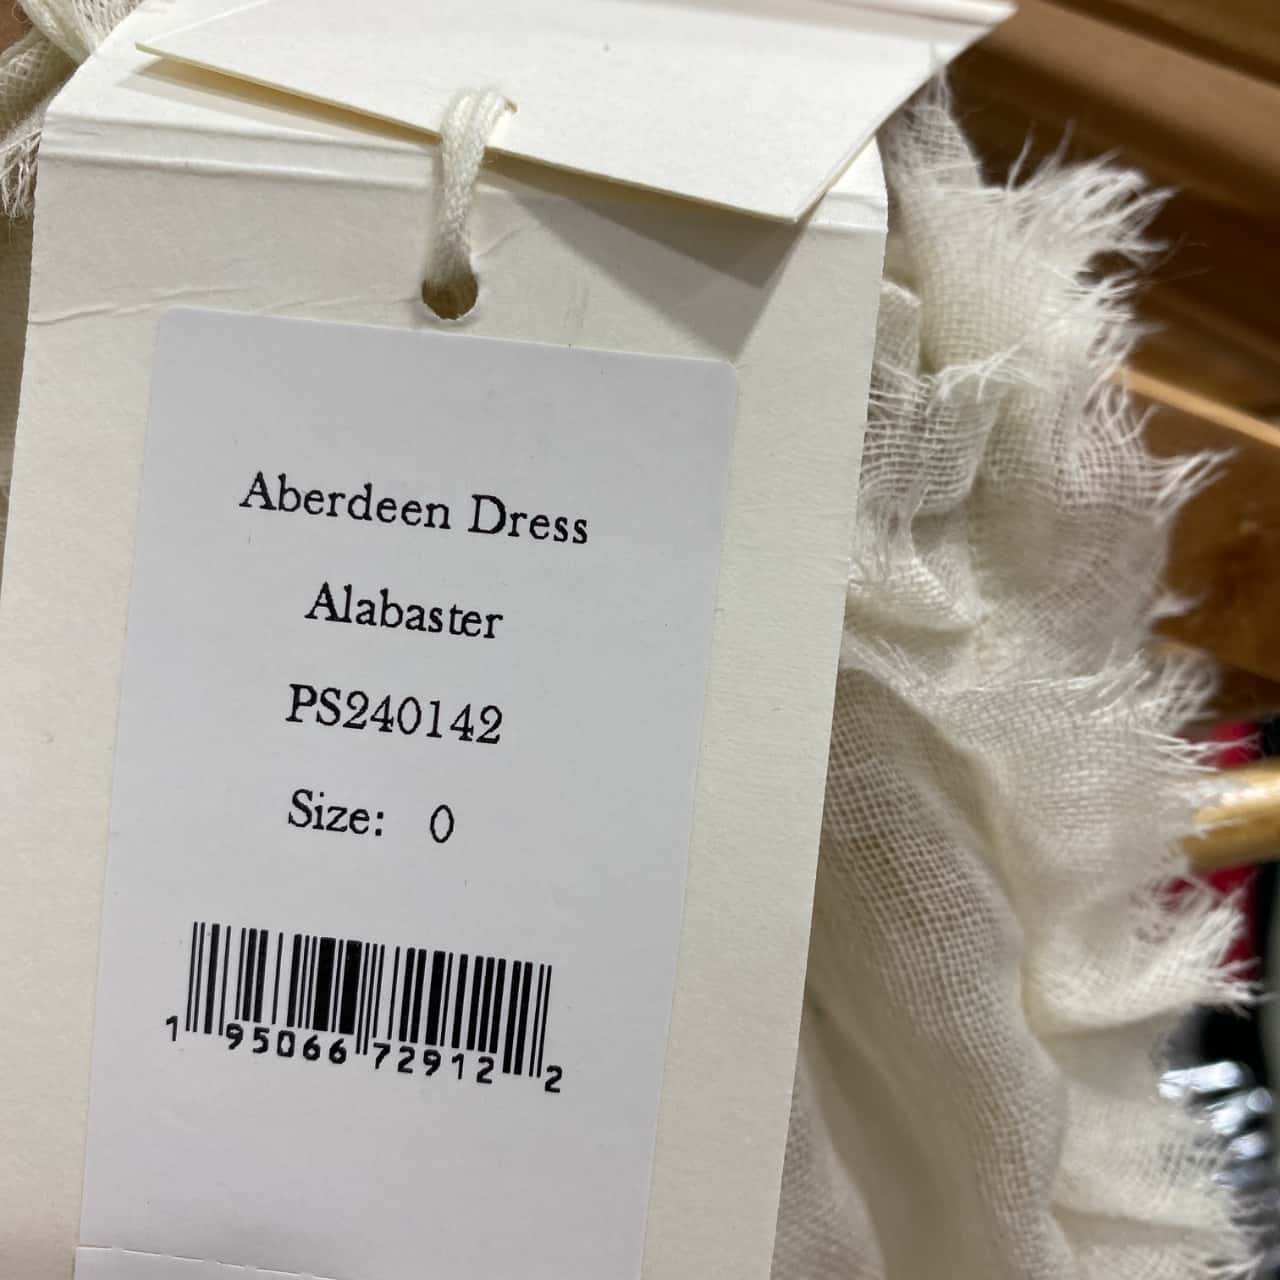 Aberdeen Dress
Alabaster
PS240142
Size: 0
1 95066 72912 2